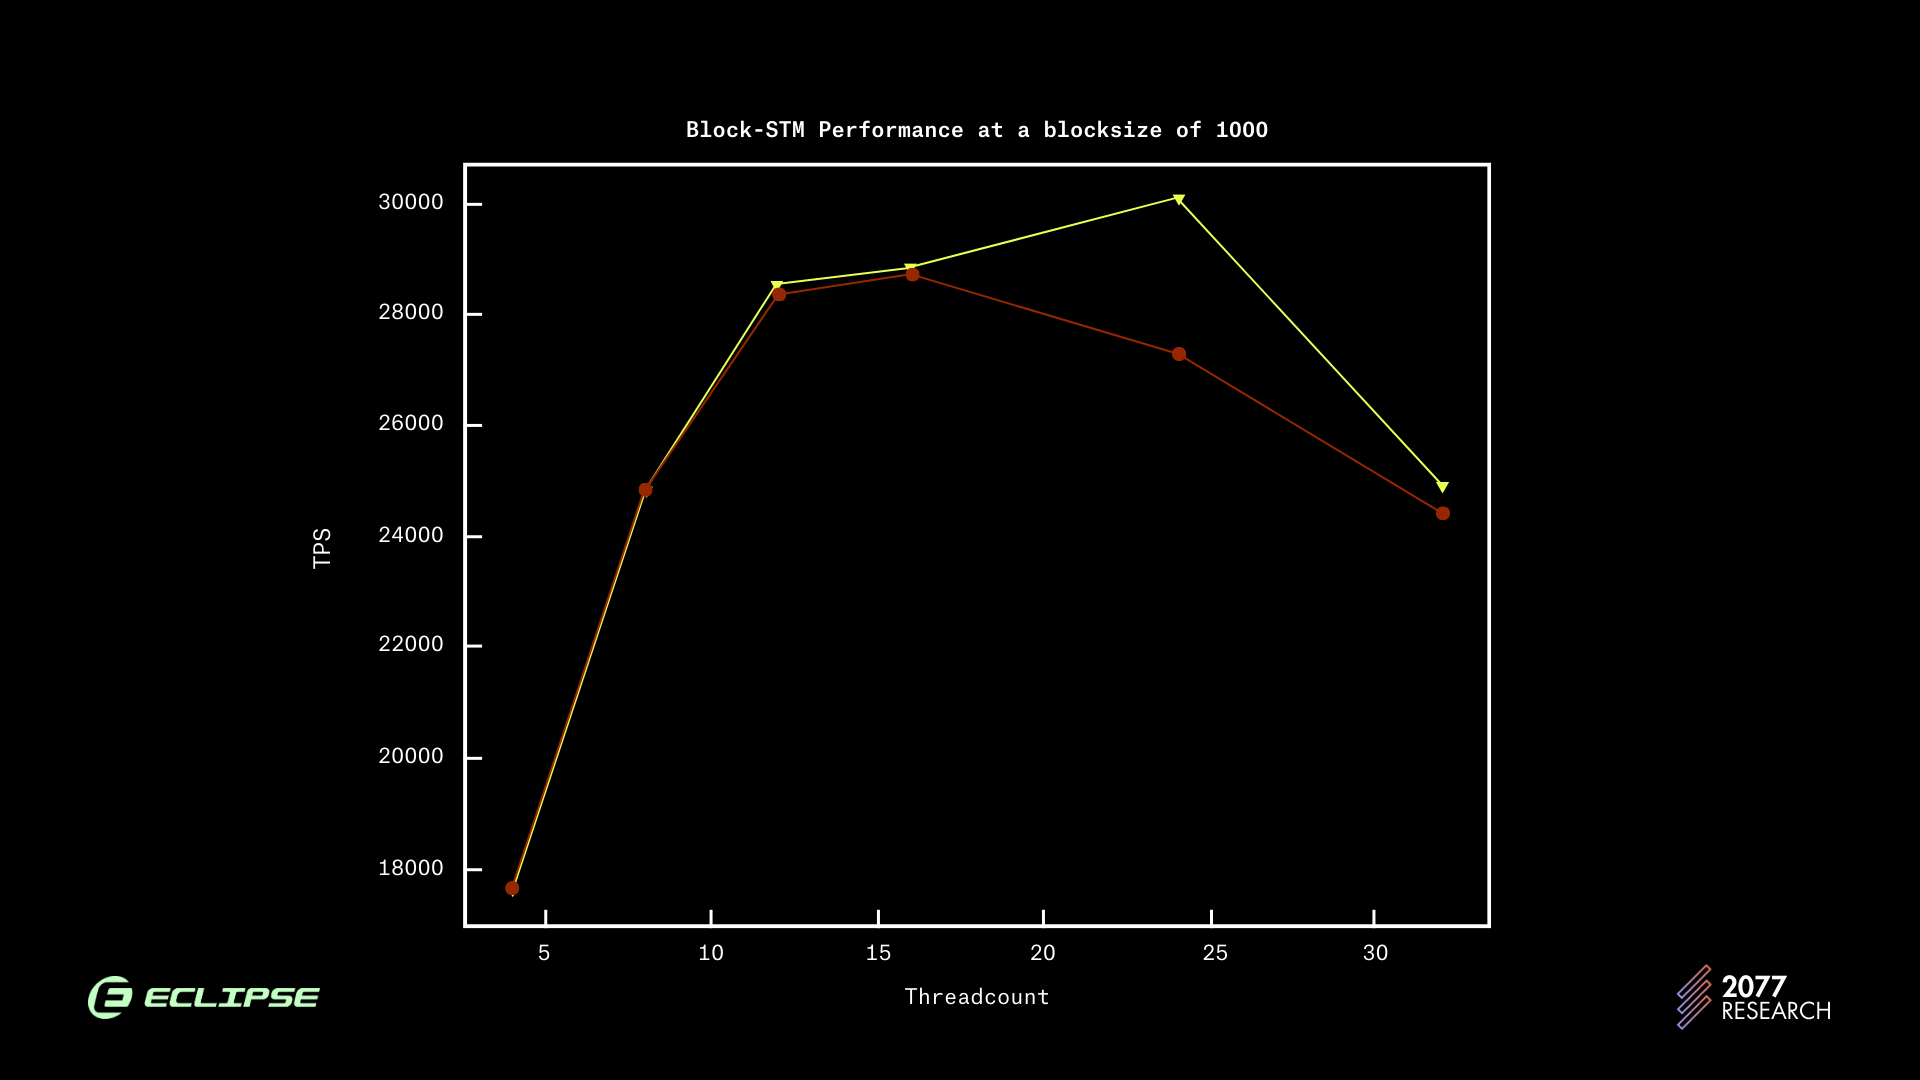 Block-STM Performance at a blocksize of 1000
30000
28000
26000
24000
22000
20000
18000
TPS
5 10 15 20 25 30
Threadcount
ECLIPSE
2077
RESEARCH